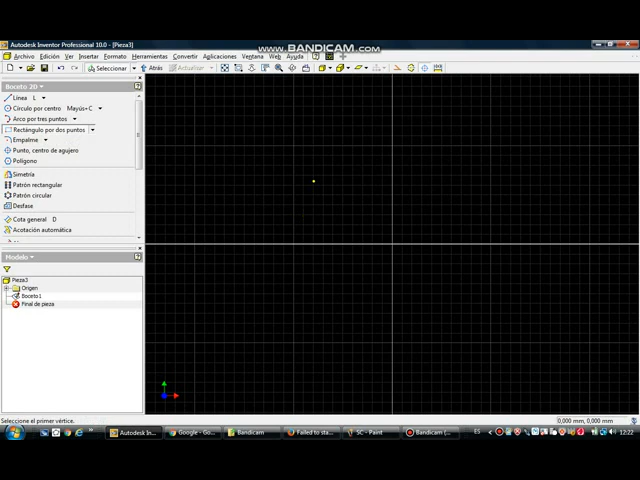 www.BANDICAM.com
Autodesk Inventor Professional 10.0 - [Pieza3]
Archivo Edición Ver Insertar Formato Herramientas Convertir Aplicaciones Ventana Web Ayuda
Seleccionar Atrás Actualizar
Boceto 2D
Línea L
Círculo por centro Mayús+C
Arco por tres puntos
Rectángulo por dos puntos
Empalme
Punto, centro de agujero
Polígono
Simetría
Patrón rectangular
Patrón circular
Desfase
Cota general D
Acotación automática
Modelo
Pieza3
Origen
Boceto1
Final de pieza
Seleccione el primer vértice.
0,000 mm, 0,000 mm
Autodesk Inv...
Google - Go...
Bandicam
Failed to sta...
SC - Paint
Bandicam (...
ES
12:22